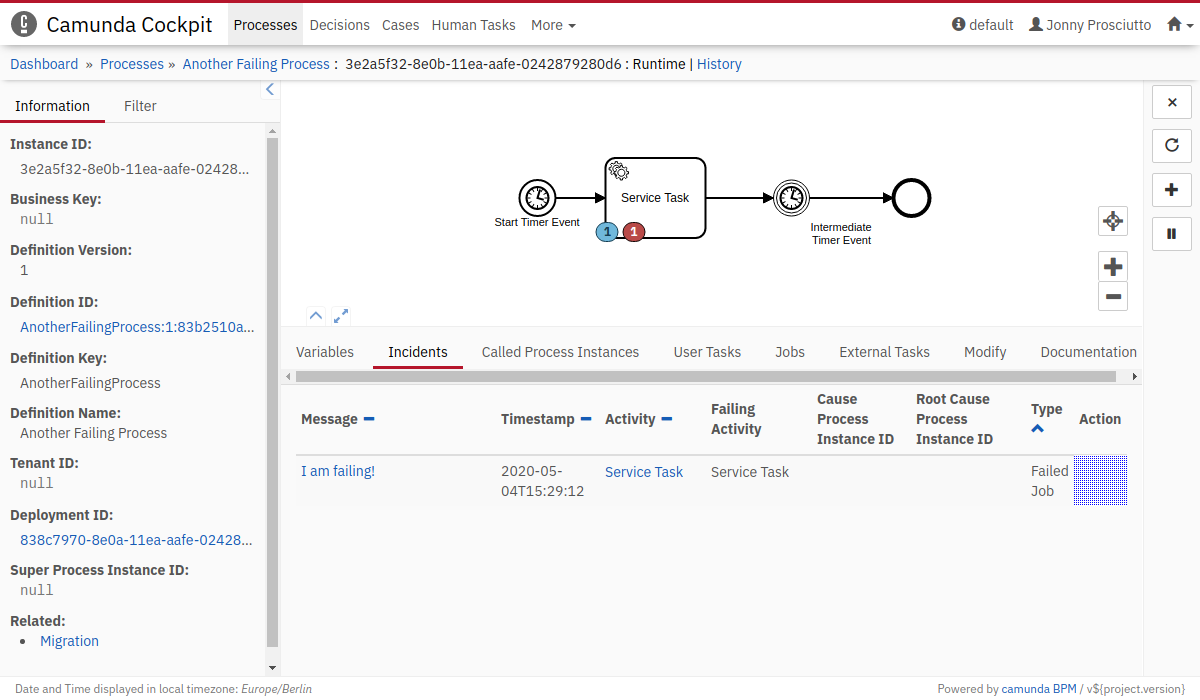 Camunda Cockpit Processes Decisions Cases Human Tasks More default Jonny Prosciutto
Dashboard » Processes » Another Failing Process : 3e2a5f32-8e0b-11ea-aafe-0242879280d6 : Runtime | History
Information Filter
Instance ID:
3e2a5f32-8e0b-11ea-aafe-02428...
Business Key:
null
Definition Version:
1
Definition ID:
AnotherFailingProcess:1:83b2510a...
Definition Key:
AnotherFailingProcess
Definition Name:
Another Failing Process
Tenant ID:
null
Deployment ID:
838c7970-8e0a-11ea-aafe-02428...
Super Process Instance ID:
null
Related:
• Migration
Start Timer Event
Service Task
1 1
Intermediate
Timer Event
Variables Incidents Called Process Instances User Tasks Jobs External Tasks Modify Documentation
Message Timestamp Activity Failing Activity Cause Process Instance ID Root Cause Process Instance ID Type Action
I am failing! 2020-05-04T15:29:12 Service Task Service Task Failed Job
Date and Time displayed in local timezone: Europe/Berlin
Powered by camunda BPM / v${project.version}